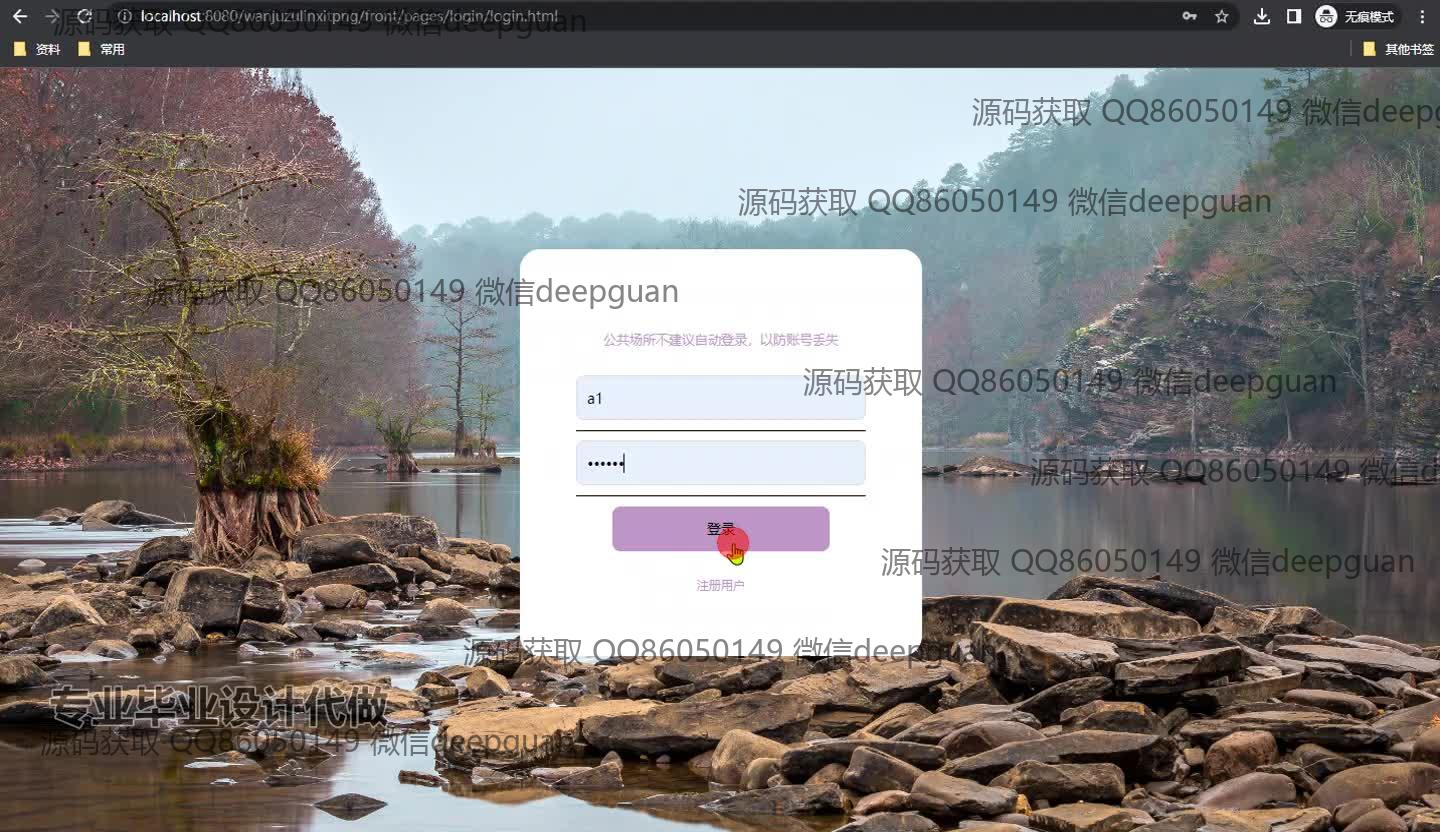 localhost:8080/wanjuzulinxitpng/front/pages/login/login.html
无痕模式
源码获取 QQ86050149 微信deepguan
资料
常用
其他书签
源码获取 QQ86050149 微信deepg
源码获取 QQ86050149 微信deepguan
源码获取 QQ86050149 微信deepguan
公共场所不建议自动登录，以防账号丢失
源码获取 QQ86050149 微信deepguan
a1
••••••
源码获取 QQ86050149 微信d
登录
源码获取 QQ86050149 微信deepguan
注册用户
源码获取 QQ86050149 微信deepguan
专业毕业设计代做
源码获取 QQ86050149 微信deepguan